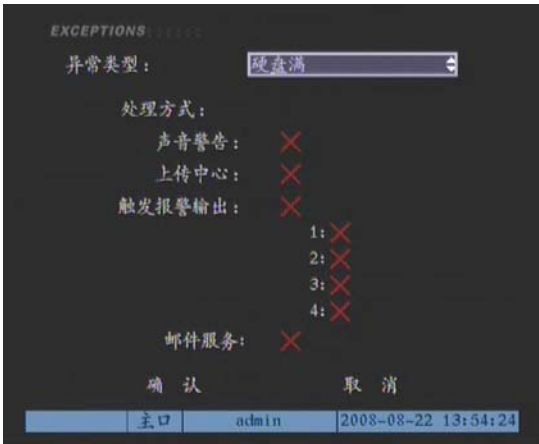 EXCEPTIONS
异常类型： 硬盘满
处理方式：
声音警告：
上传中心：
触发报警输出：
1:
2:
3:
4:
邮件服务：
确 认 取 消
主口 admin 2008-08-22 13:54:24